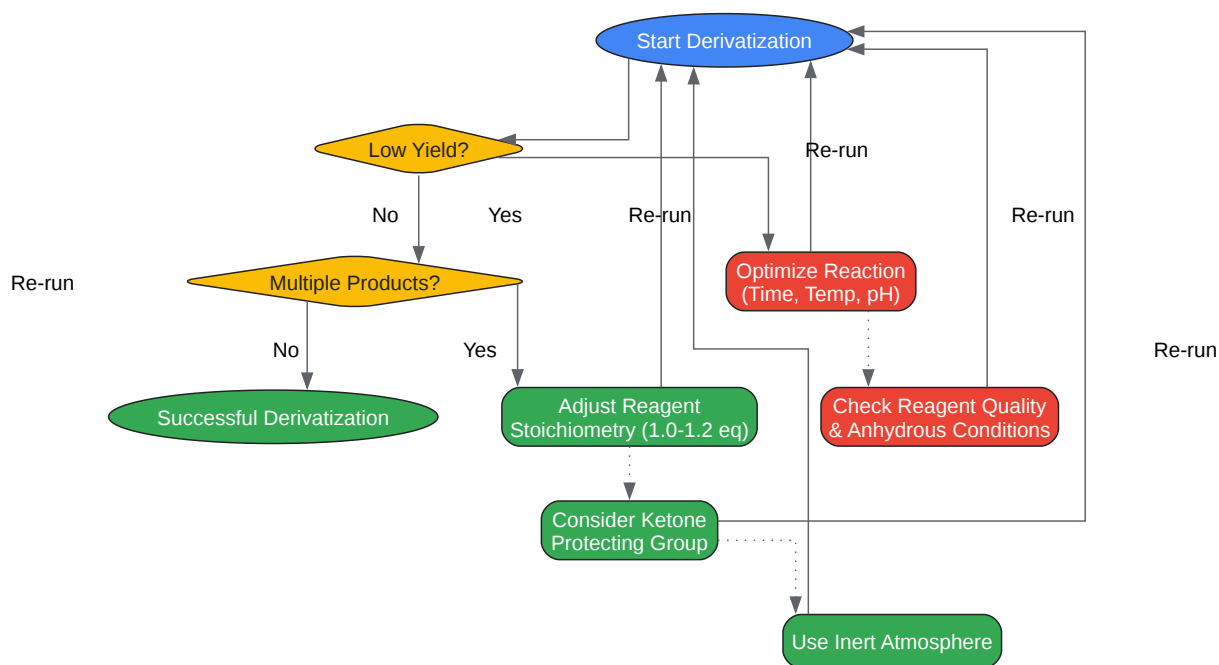 Start Derivatization
Low Yield?
Re-run
No
Yes
Re-run
Re-run
Re-run
Multiple Products?
Optimize Reaction
(Time, Temp, pH)
No
Yes
Re-run
Successful Derivatization
Adjust Reagent
Stoichiometry (1.0-1.2 eq)
Check Reagent Quality
& Anhydrous Conditions
Consider Ketone
Protecting Group
Use Inert Atmosphere